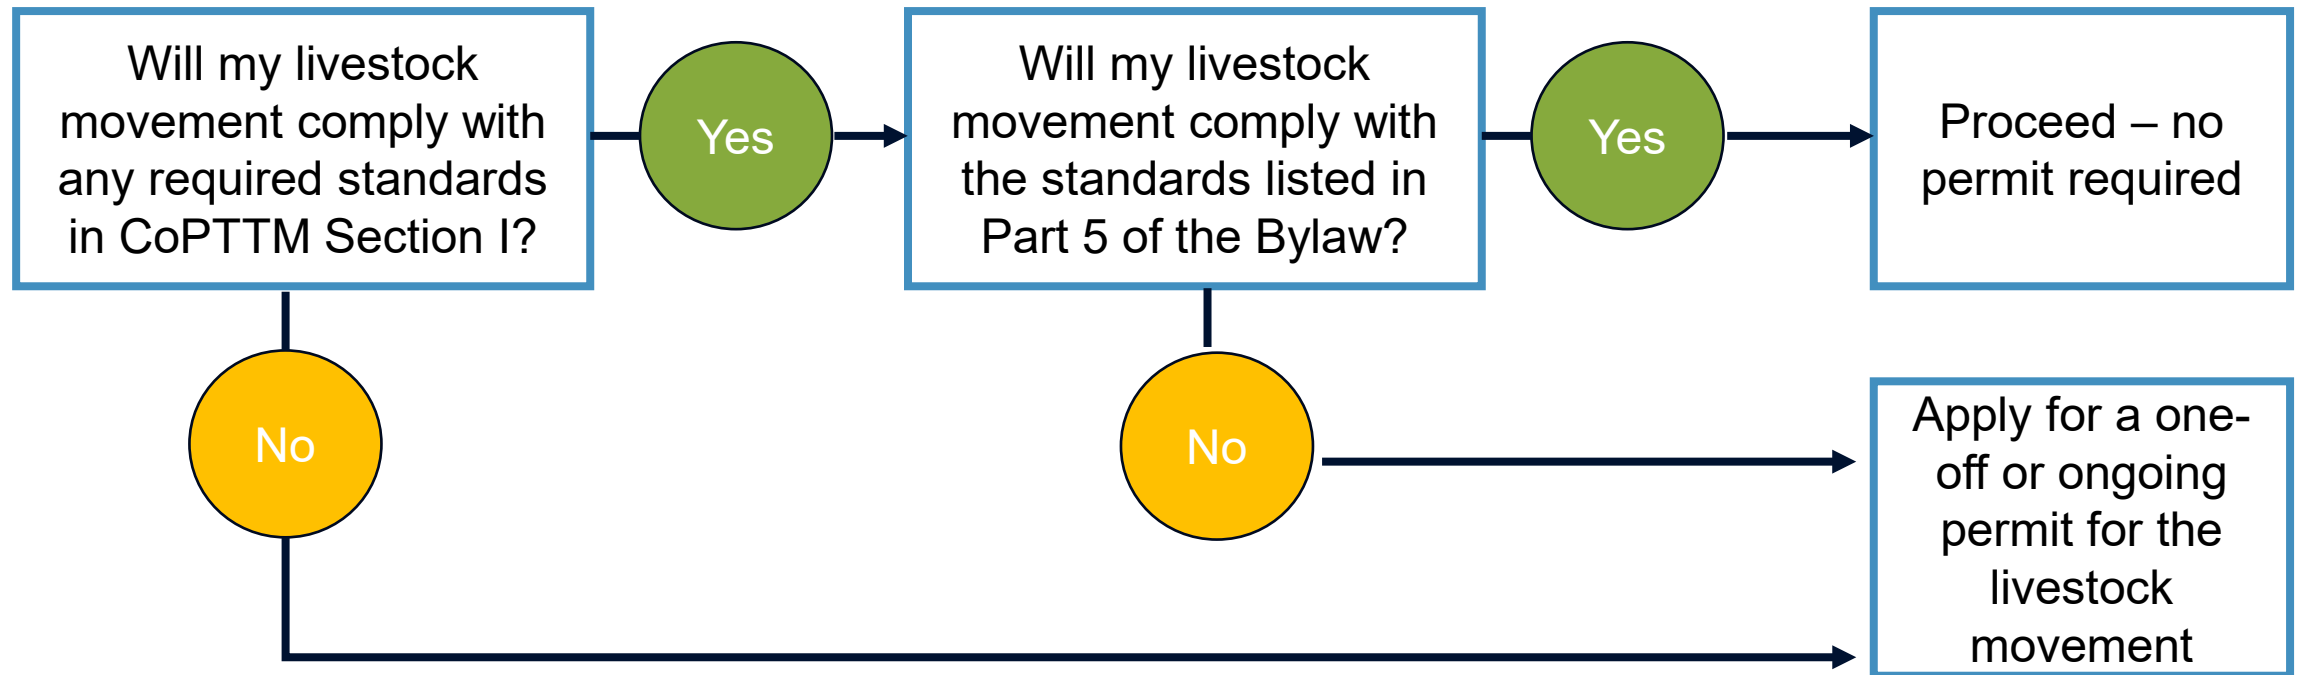 Will my livestock
movement comply with
any required standards
in CoPTTM Section I?
Yes
Will my livestock
movement comply with
the standards listed in
Part 5 of the Bylaw?
Yes
Proceed – no
permit required
No
No
Apply for a one-
off or ongoing
permit for the
livestock
movement